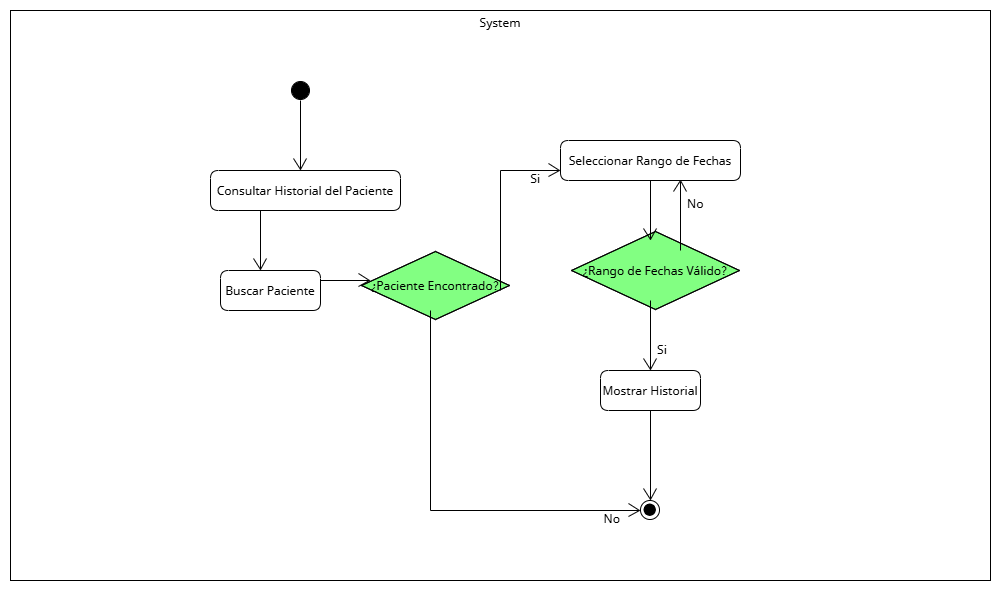 System
Consultar Historial del Paciente
Buscar Paciente
¿Paciente Encontrado?
Si
Seleccionar Rango de Fechas
No
¿Rango de Fechas Válido?
Si
Mostrar Historial
No